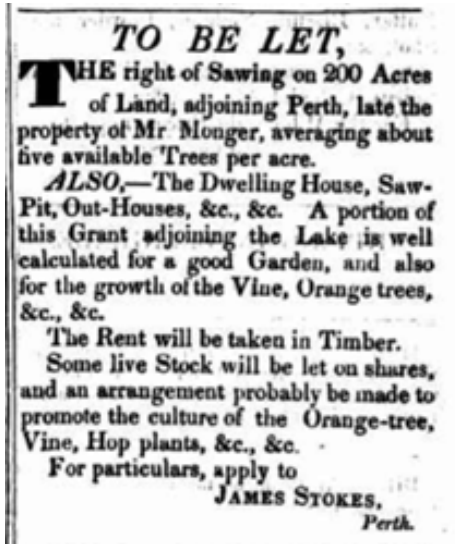 TO BE LET,
THE right of Sawing on 200 Acres
of Land, adjoining Perth, late the
property of Mr Monger, averaging about
five available Trees per acre.
ALSO,—The Dwelling House, Saw-
Pit, Out-Houses, &c., &c. A portion of
this Grant adjoining the Lake is well
calculated for a good Garden, and also
for the growth of the Vine, Orange trees,
&c., &c.
The Rent will be taken in Timber.
Some live Stock will be let on shares,
and an arrangement probably be made to
promote the culture of the Orange-tree,
Vine, Hop plants, &c., &c.
For particulars, apply to
JAMES STOKES,
Perth.